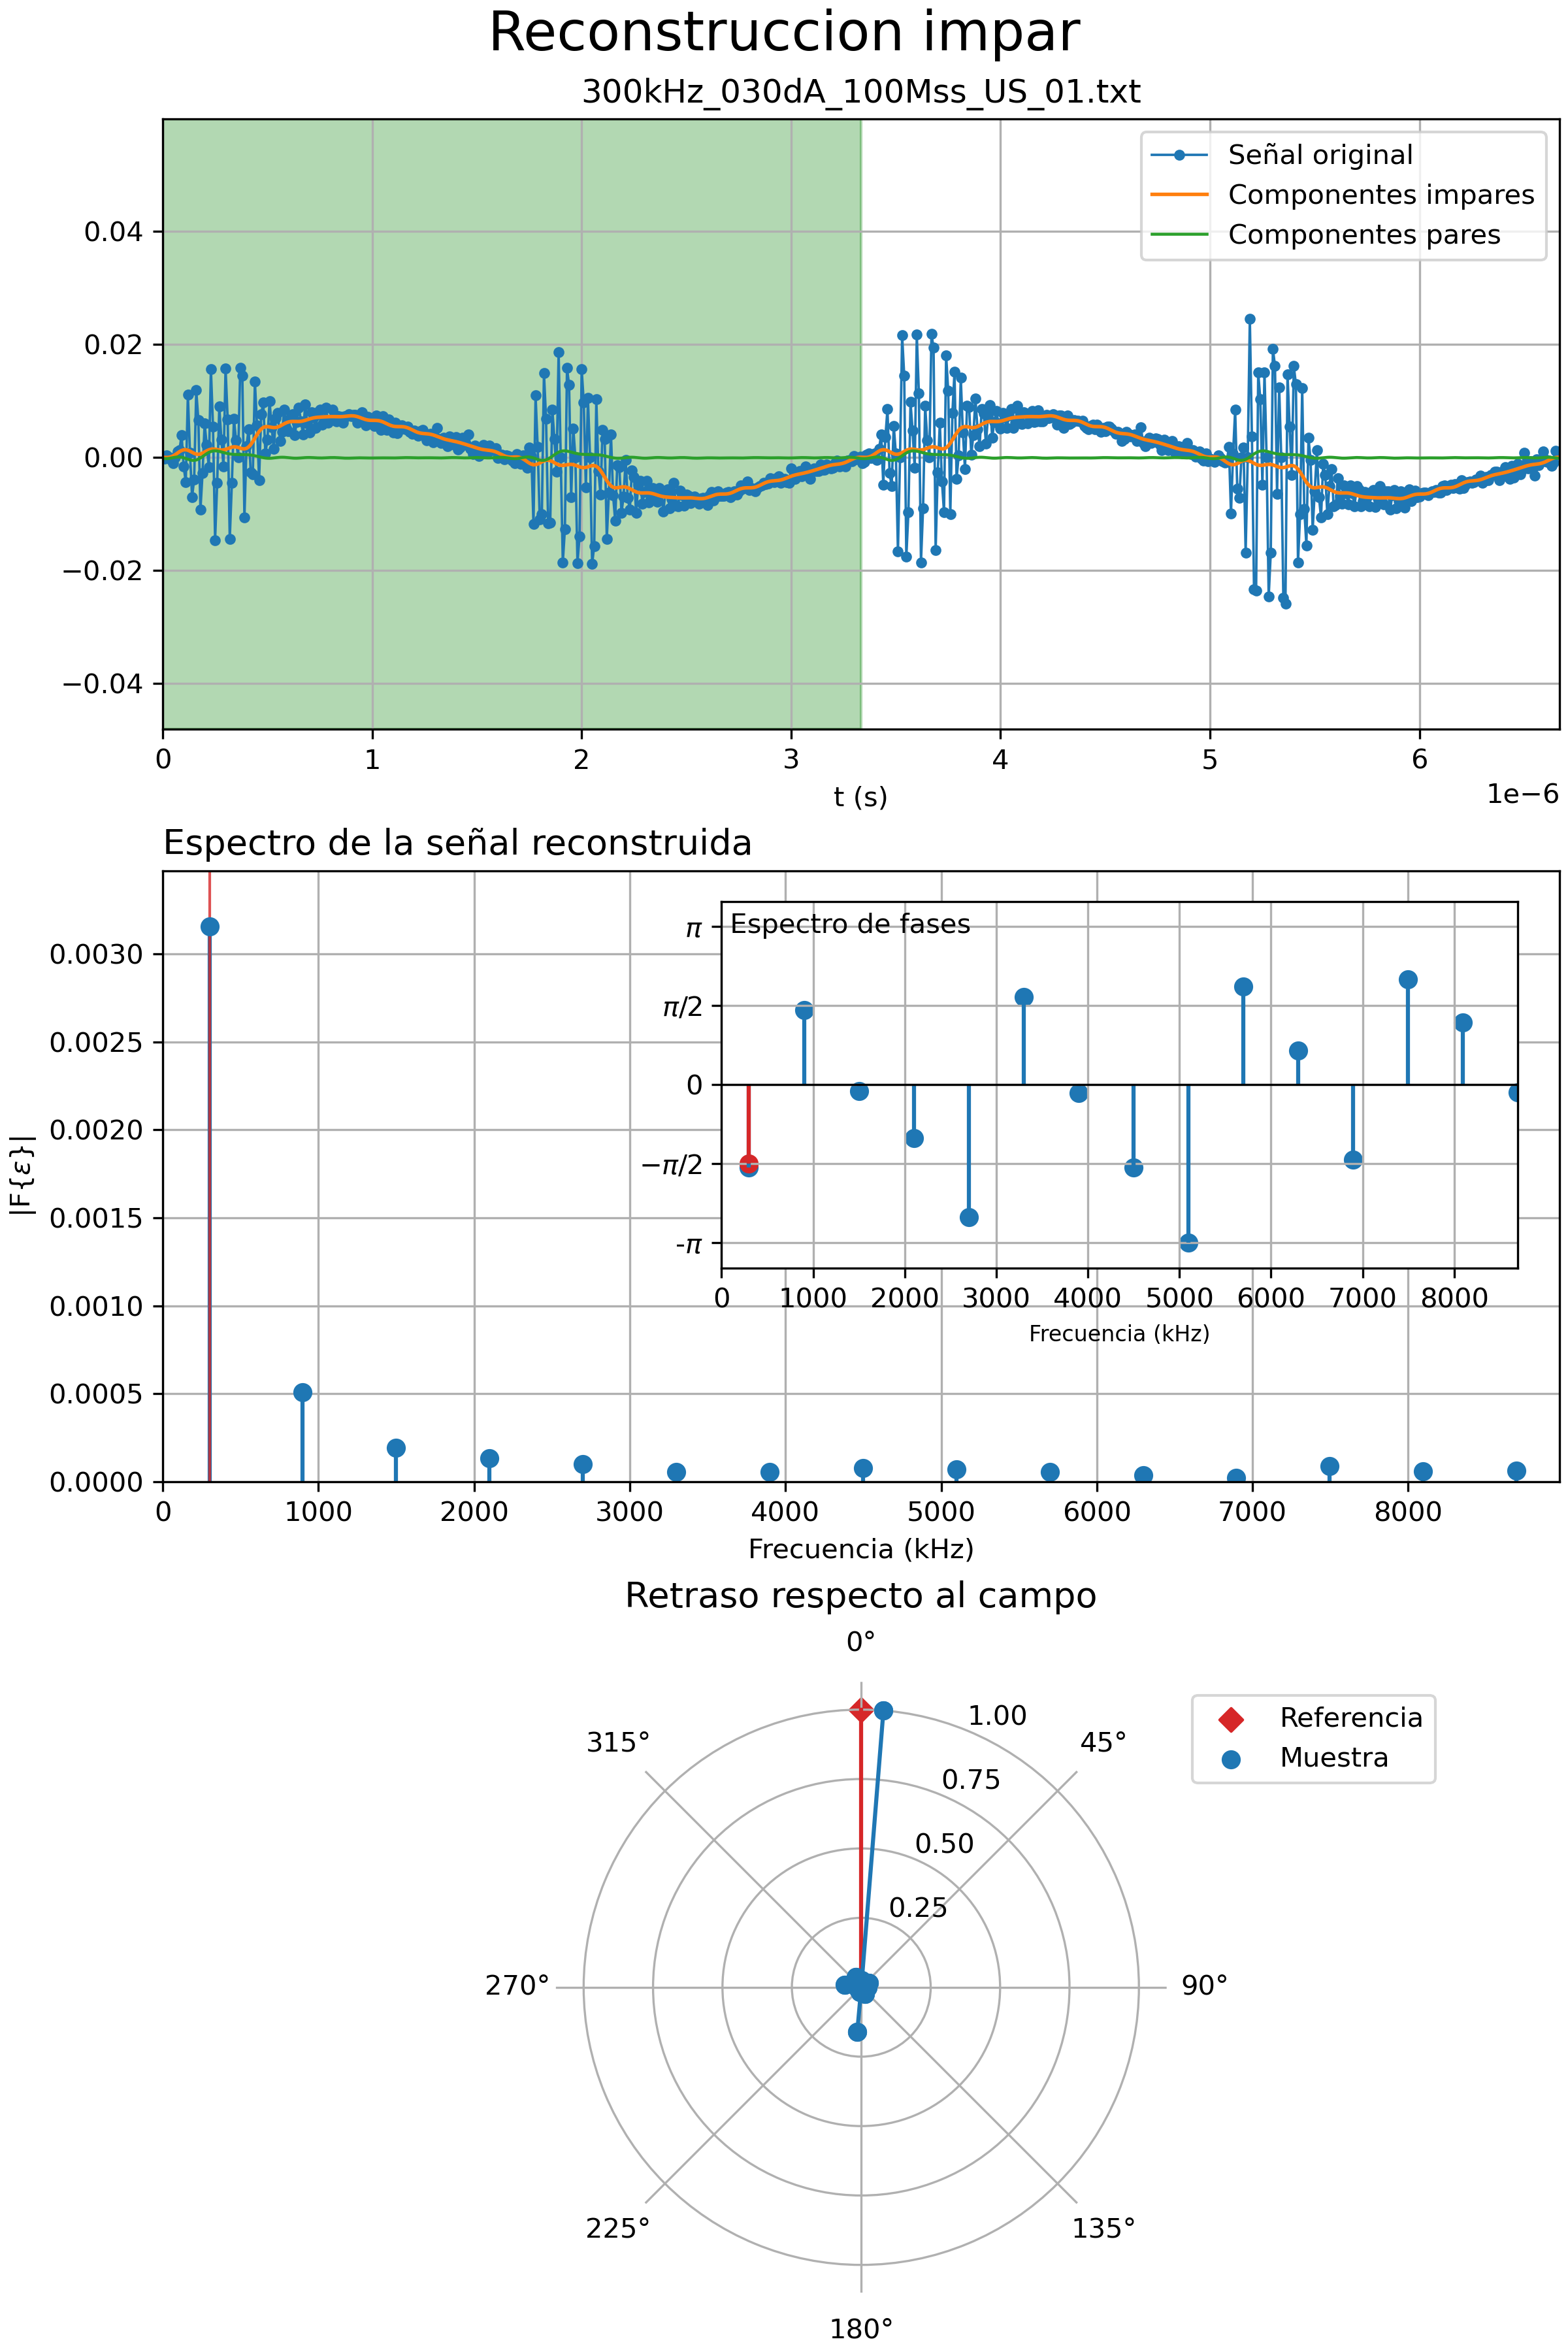 Reconstruccion impar
300kHz_030dA_100Mss_US_01.txt
Señal original
Componentes impares
Componentes pares
0.04
0.02
0.00
−0.02
−0.04
0 1 2 3 4 5 6
t (s)
1e−6
Espectro de la señal reconstruida
|F{ε}|
0.0030
0.0025
0.0020
0.0015
0.0010
0.0005
0.0000
Espectro de fases
π
π/2
0
−π/2
-π
0 1000 2000 3000 4000 5000 6000 7000 8000
Frecuencia (kHz)
0 1000 2000 3000 4000 5000 6000 7000 8000
Frecuencia (kHz)
Retraso respecto al campo
0°
Referencia
Muestra
315°
45°
1.00
0.75
0.50
0.25
270°
90°
225°
135°
180°